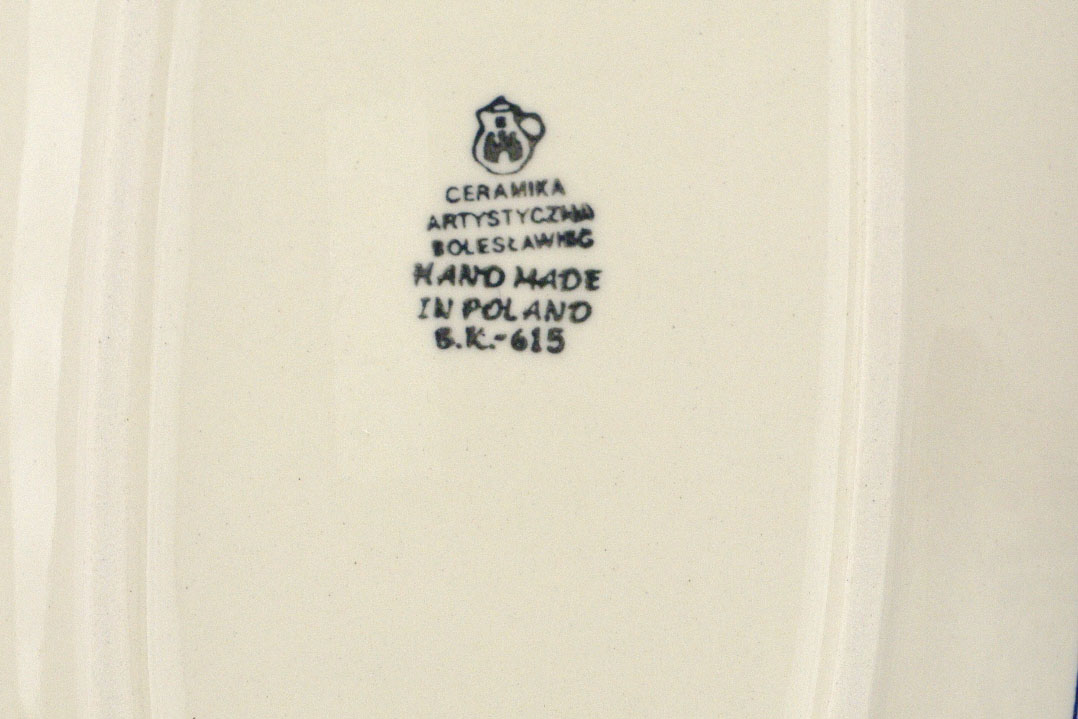 CERAMIKA
ARTYSTYCZNA
BOLESŁAWIEC
HAND MADE
IN POLAND
B.K.-615